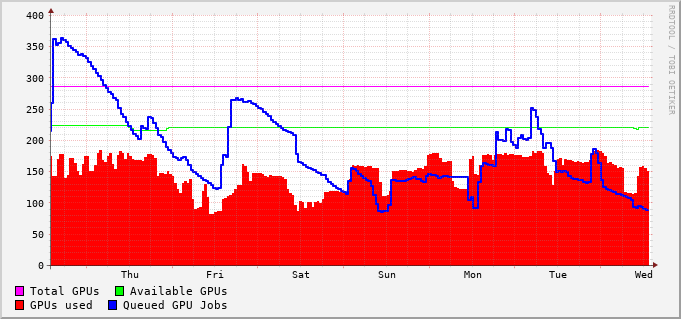 400
350
300
250
200
150
100
50
0
Thu Fri Sat Sun Mon Tue Wed
Total GPUs Available GPUs
GPUs used Queued GPU Jobs
RRDTOOL / TOBI OETIKER